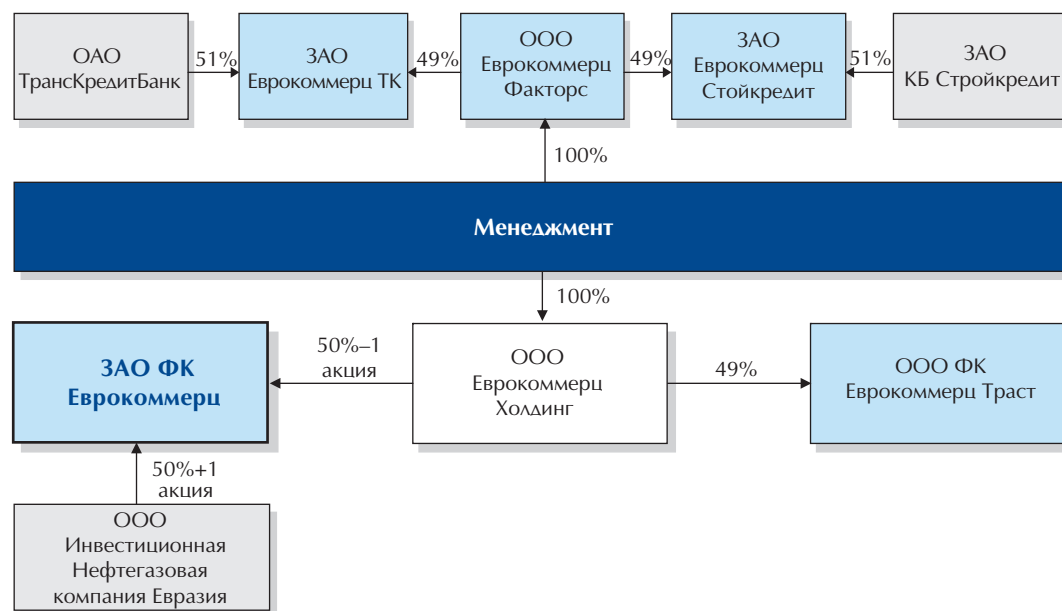 ОАО
ТрансКредитБанк
51%
ЗАО
Еврокоммерц ТК
49%
ООО
Еврокоммерц
Факторс
49%
ЗАО
Еврокоммерц
Стойкредит
51%
ЗАО
КБ Стройкредит
100%
Менеджмент
100%
ЗАО ФК
Еврокоммерц
50%–1
акция
ООО
Еврокоммерц
Холдинг
49%
ООО ФК
Еврокоммерц Траст
50%+1
акция
ООО
Инвестиционная
Нефтегазовая
компания Евразия